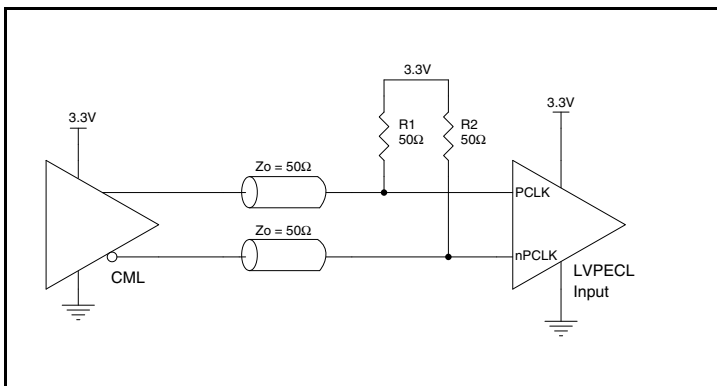 3.3V
3.3V
3.3V
R1
50Ω
R2
50Ω
Zo = 50Ω
PCLK
Zo = 50Ω
nPCLK
CML
LVPECL
Input